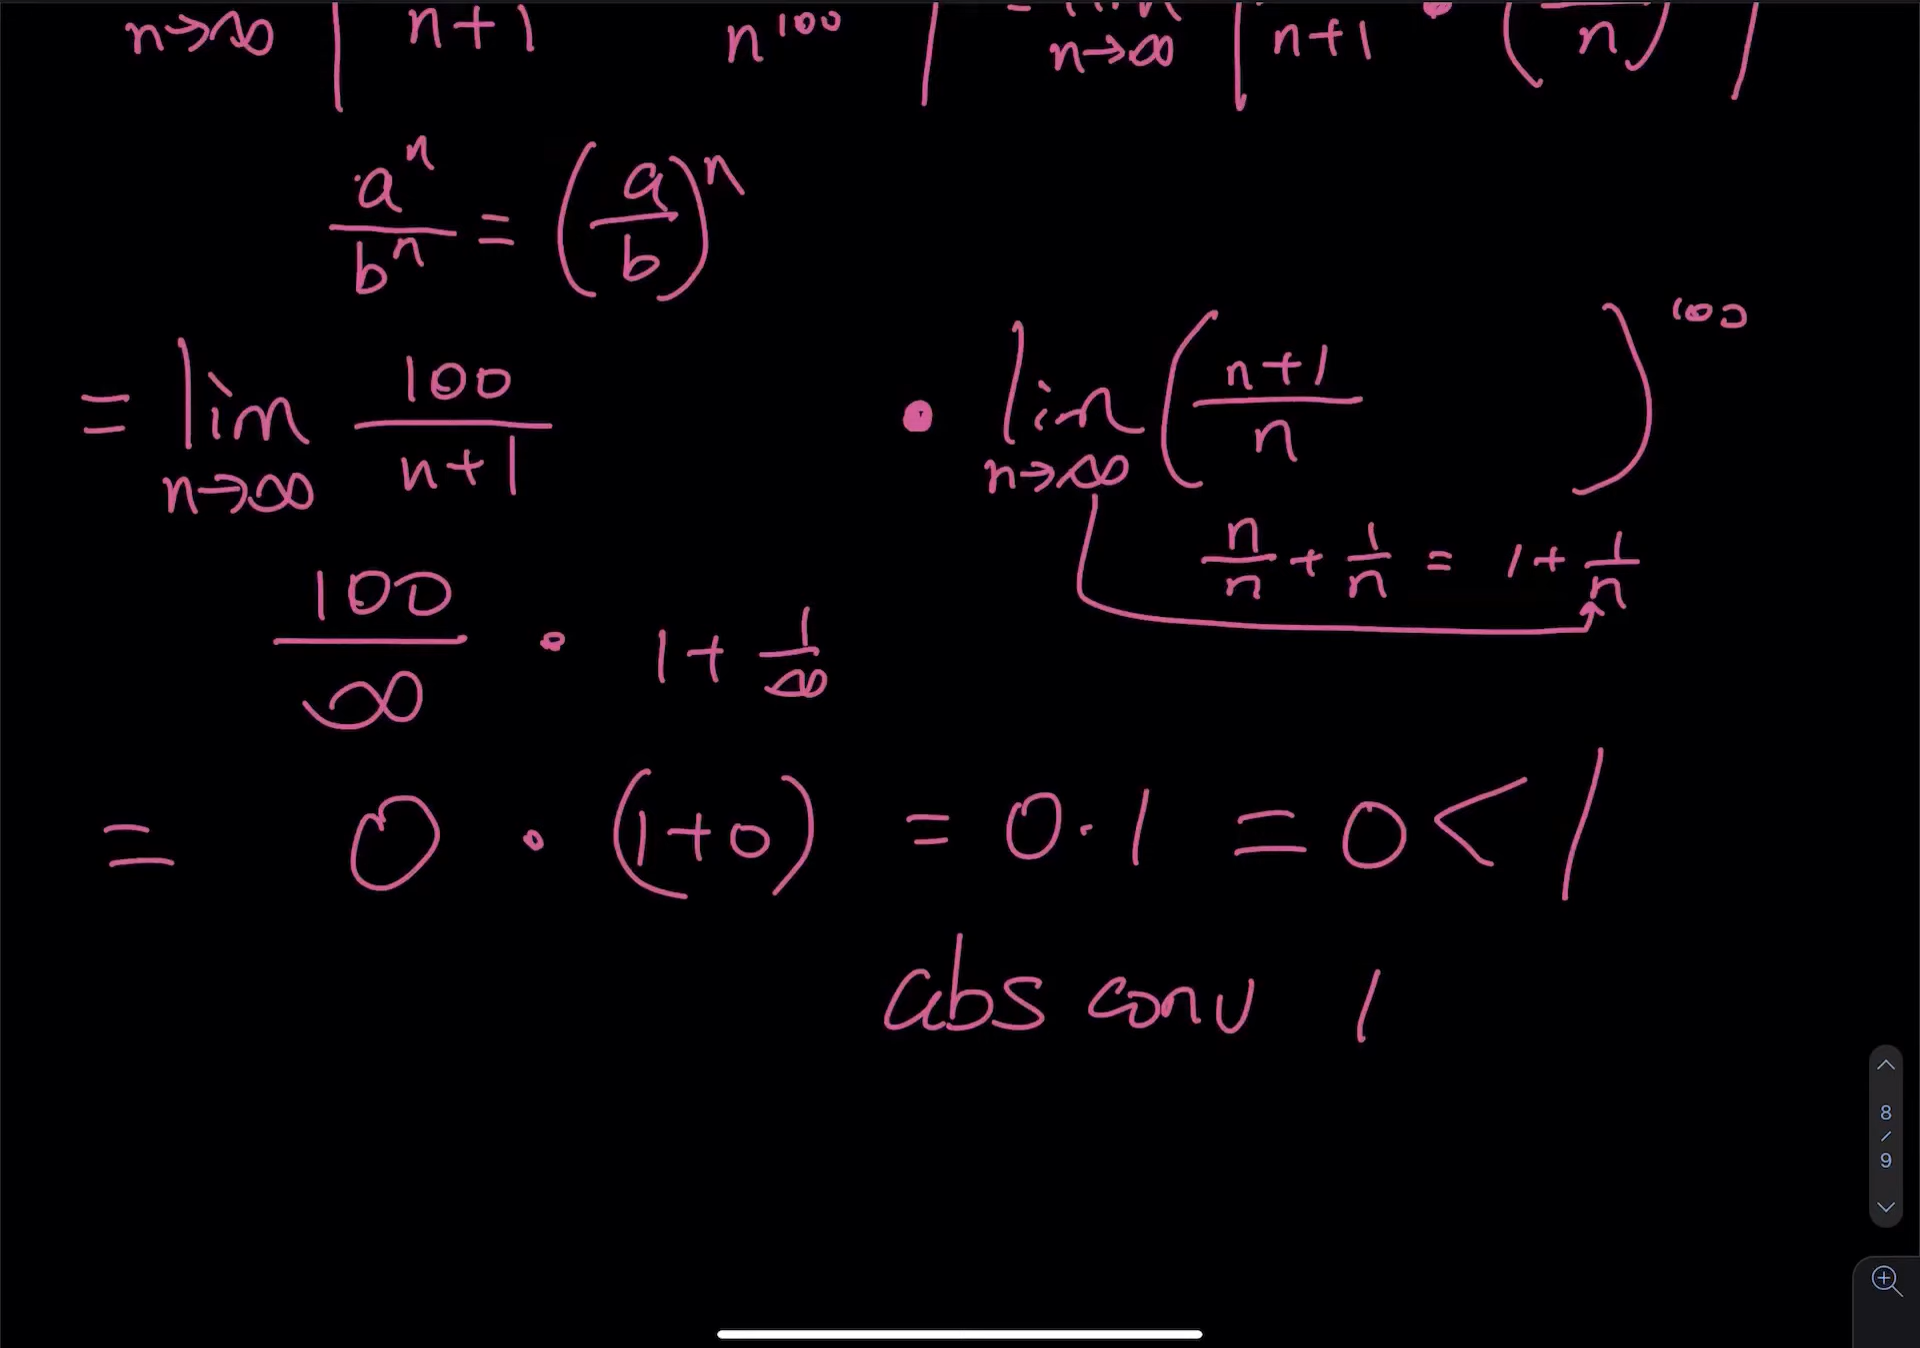 n→∞ | n+1 n^100 | = lim n→∞ | n+1 • ( n ) |
a^n / b^n = (a/b)^n
= lim n→∞ 100/(n+1) • lim n→∞ ((n+1)/n)^100
n/n + 1/n = 1 + 1/n
100/∞ • 1 + 1/∞
= 0 • (1+0) = 0·1 = 0 < 1
abs conv
8
/
9